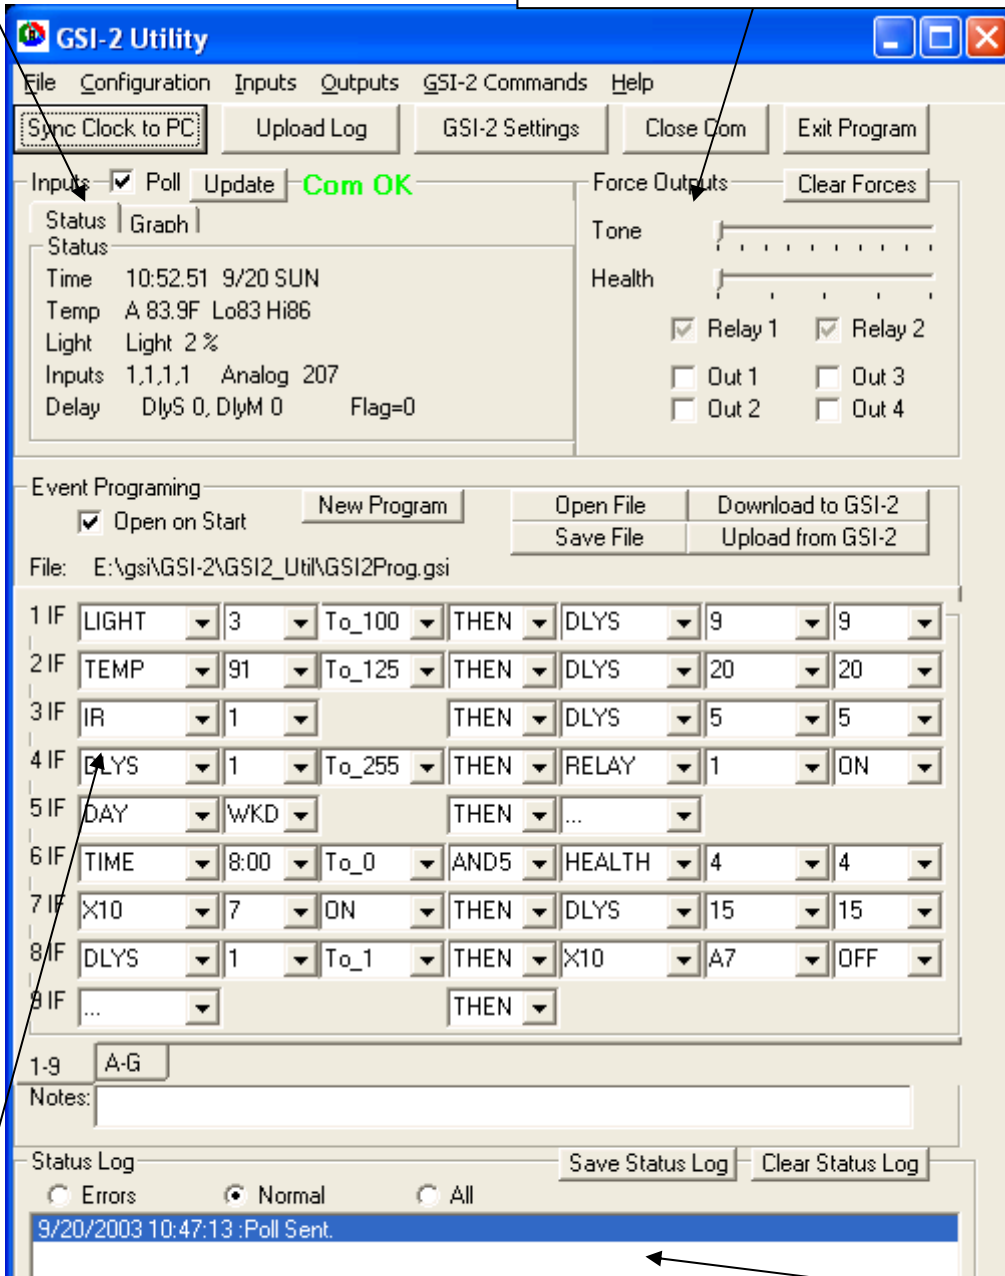 GSI-2 Utility
File Configuration Inputs Outputs GSI-2 Commands Help
Sync Clock to PC Upload Log GSI-2 Settings Close Com Exit Program
Inputs Poll Update Com OK Force Outputs Clear Forces
Status Graph
Status
Time 10:52.51 9/20 SUN
Temp A 83.9F Lo83 Hi86
Light Light 2 %
Inputs 1,1,1,1 Analog 207
Delay DlyS 0, DlyM 0 Flag=0
Tone
Health
Relay 1 Relay 2
Out 1 Out 3
Out 2 Out 4
Event Programing
Open on Start New Program Open File Download to GSI-2
Save File Upload from GSI-2
File: E:\gsi\GSI-2\GSI2_Util\GSI2Prog.gsi
1 IF LIGHT 3 To_100 THEN DLYS 9 9
2 IF TEMP 91 To_125 THEN DLYS 20 20
3 IF IR 1 THEN DLYS 5 5
4 IF DLYS 1 To_255 THEN RELAY 1 ON
5 IF DAY WKD THEN ...
6 IF TIME 8:00 To_0 AND5 HEALTH 4 4
7 IF X10 7 ON THEN DLYS 15 15
8 IF DLYS 1 To_1 THEN X10 A7 OFF
9 IF ... THEN
1-9 A-G
Notes:
Status Log Save Status Log Clear Status Log
Errors Normal All
9/20/2003 10:47:13 :Poll Sent.